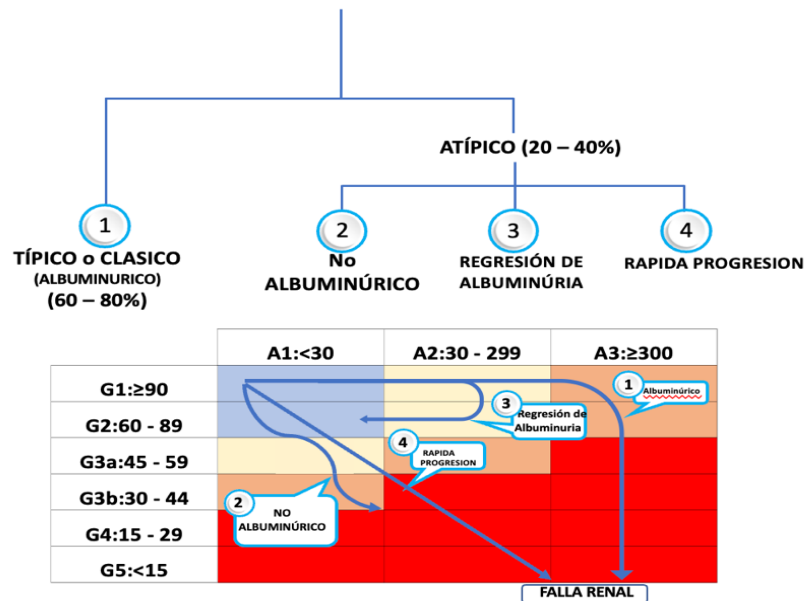 ATÍPICO (20 – 40%)
1
TÍPICO o CLASICO
(ALBUMINURICO)
(60 – 80%)
2
No
ALBUMINÚRICO
3
REGRESIÓN DE
ALBUMINÚRIA
4
RAPIDA PROGRESION
A1:<30
A2:30 - 299
A3:≥300
G1:≥90
G2:60 - 89
G3a:45 - 59
G3b:30 - 44
G4:15 - 29
G5:<15
1
Albuminúrico
3
Regresión de
Albuminuria
4
RAPIDA
PROGRESION
2
NO
ALBUMINÚRICO
FALLA RENAL